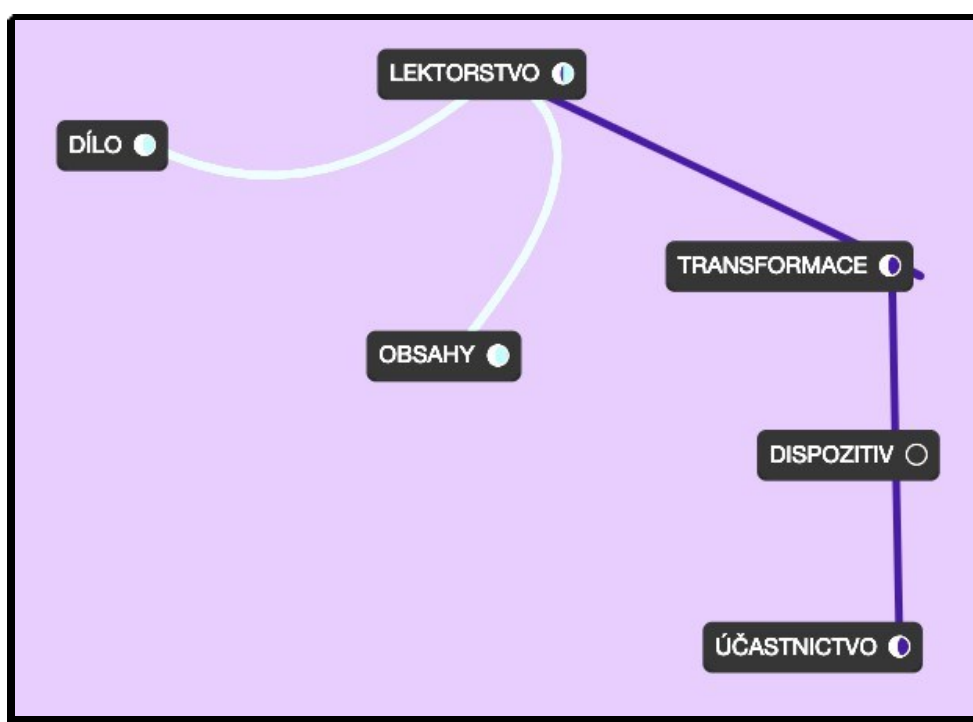 LEKTORSTVO
DÍLO
TRANSFORMACE
OBSAHY
DISPOZITIV
ÚČASTNICTVO